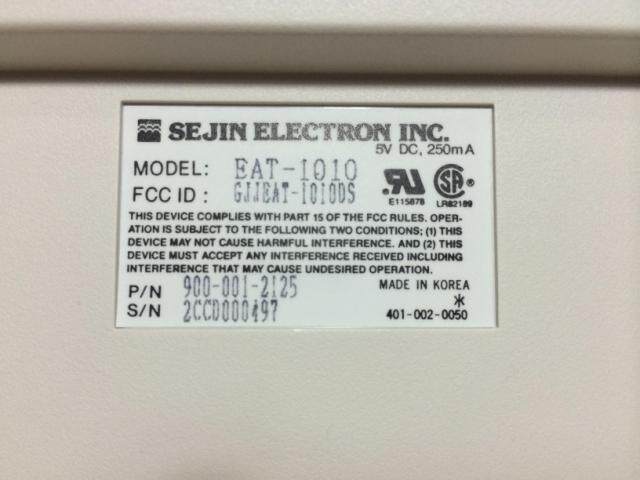 SEJIN ELECTRON INC.
5V DC, 250mA
MODEL: EAT-1010
FCC ID : GJJEAT-1010DS
E115878 LR82189
THIS DEVICE COMPLIES WITH PART 15 OF THE FCC RULES. OPER-
ATION IS SUBJECT TO THE FOLLOWING TWO CONDITIONS; (1) THIS
DEVICE MAY NOT CAUSE HARMFUL INTERFERENCE. AND (2) THIS
DEVICE MUST ACCEPT ANY INTERFERENCE RECEIVED INCLUDING
INTERFERENCE THAT MAY CAUSE UNDESIRED OPERATION.
P/N 900-001-2125 MADE IN KOREA
S/N 2CCD000497 401-002-0050